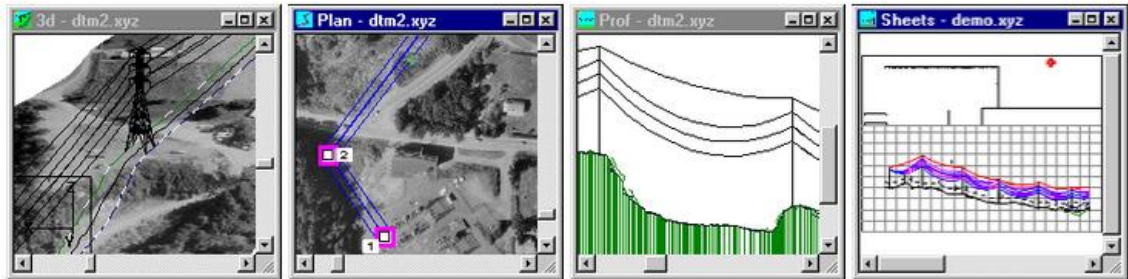 3d - dtm2.xyz
Plan - dtm2.xyz
Prof - dtm2.xyz
Sheets - demo.xyz
2
1